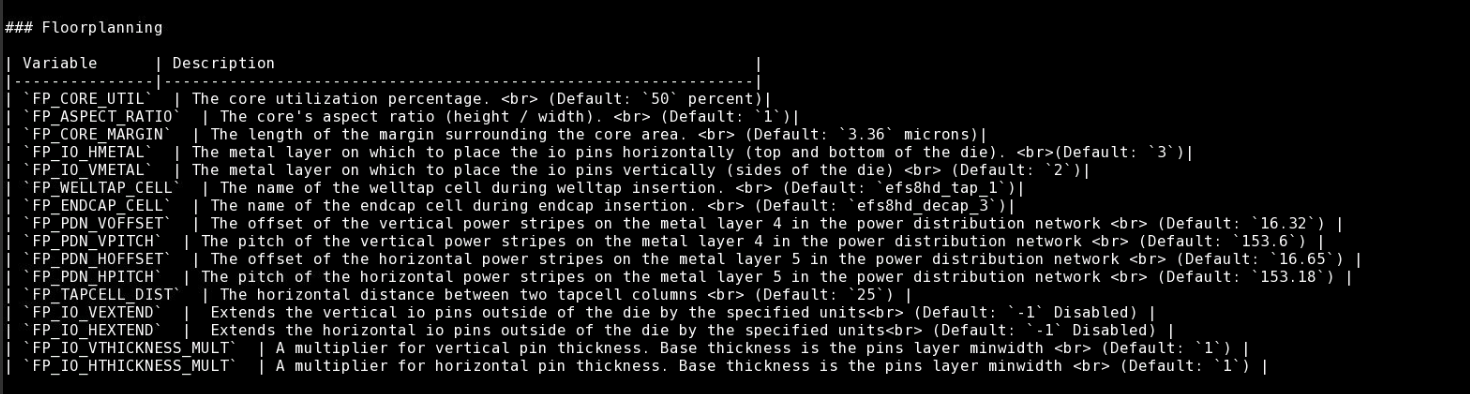 ### Floorplanning
| Variable      | Description                                                   |
|---------------|---------------------------------------------------------------|
| `FP_CORE_UTIL`  | The core utilization percentage. <br> (Default: `50` percent)|
| `FP_ASPECT_RATIO`  | The core's aspect ratio (height / width). <br> (Default: `1`)|
| `FP_CORE_MARGIN`  | The length of the margin surrounding the core area. <br> (Default: `3.36` microns)|
| `FP_IO_HMETAL`  | The metal layer on which to place the io pins horizontally (top and bottom of the die). <br>(Default: `3`)|
| `FP_IO_VMETAL`  | The metal layer on which to place the io pins vertically (sides of the die) <br> (Default: `2`)|
| `FP_WELLTAP_CELL`  | The name of the welltap cell during welltap insertion. <br> (Default: `efs8hd_tap_1`)|
| `FP_ENDCAP_CELL`  | The name of the endcap cell during endcap insertion. <br> (Default: `efs8hd_decap_3`)|
| `FP_PDN_VOFFSET`  | The offset of the vertical power stripes on the metal layer 4 in the power distribution network <br> (Default: `16.32`) |
| `FP_PDN_VPITCH`  | The pitch of the vertical power stripes on the metal layer 4 in the power distribution network <br> (Default: `153.6`) |
| `FP_PDN_HOFFSET`  | The offset of the horizontal power stripes on the metal layer 5 in the power distribution network <br> (Default: `16.65`) |
| `FP_PDN_HPITCH`  | The pitch of the horizontal power stripes on the metal layer 5 in the power distribution network <br> (Default: `153.18`) |
| `FP_TAPCELL_DIST`  | The horizontal distance between two tapcell columns <br> (Default: `25`) |
| `FP_IO_VEXTEND`  |  Extends the vertical io pins outside of the die by the specified units<br> (Default: `-1` Disabled) |
| `FP_IO_HEXTEND`  |  Extends the horizontal io pins outside of the die by the specified units<br> (Default: `-1` Disabled) |
| `FP_IO_VTHICKNESS_MULT`  | A multiplier for vertical pin thickness. Base thickness is the pins layer minwidth <br> (Default: `1`) |
| `FP_IO_HTHICKNESS_MULT`  | A multiplier for horizontal pin thickness. Base thickness is the pins layer minwidth <br> (Default: `1`) |